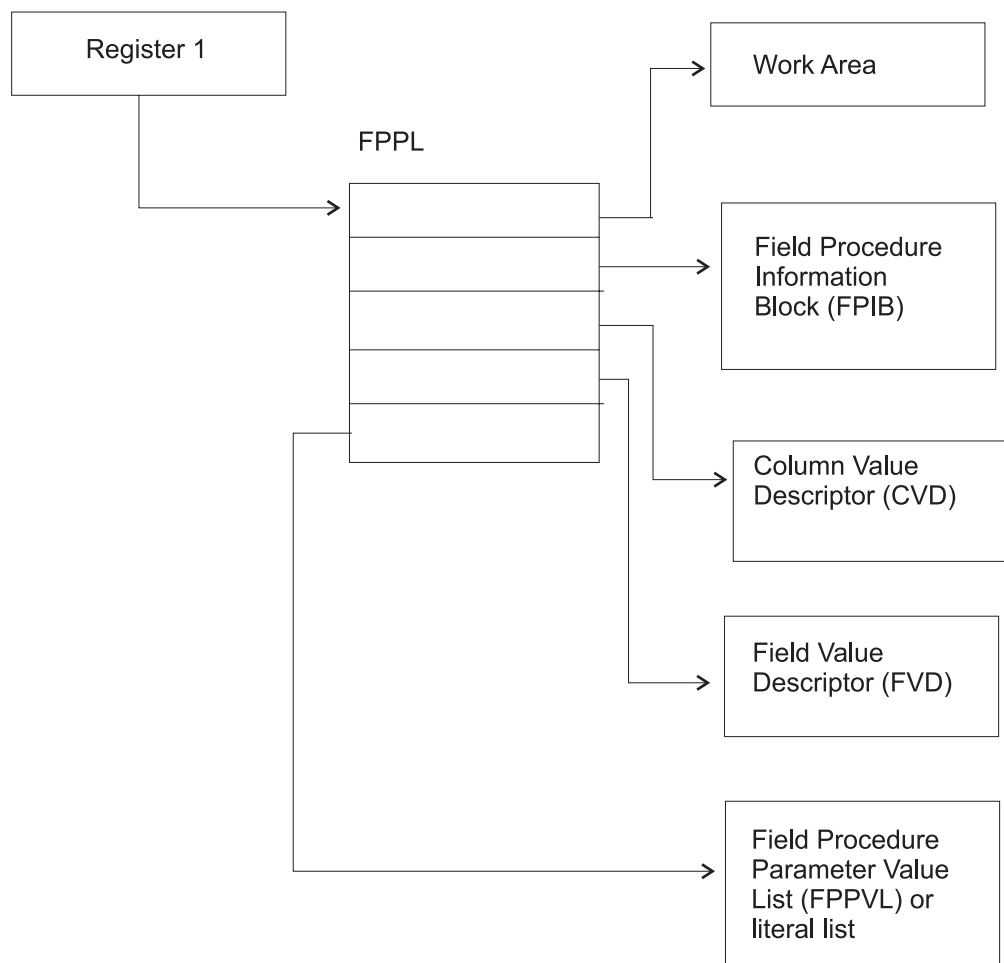 Register 1
Work Area
FPPL
Field Procedure
Information
Block (FPIB)
Column Value
Descriptor (CVD)
Field Value
Descriptor (FVD)
Field Procedure
Parameter Value
List (FPPVL) or
literal list